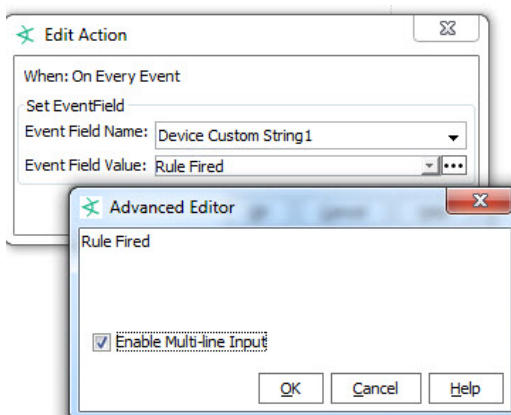 Edit Action
When: On Every Event
Set EventField
Event Field Name: Device Custom String1
Event Field Value: Rule Fired
Advanced Editor
Rule Fired
Enable Multi-line Input
OK Cancel Help